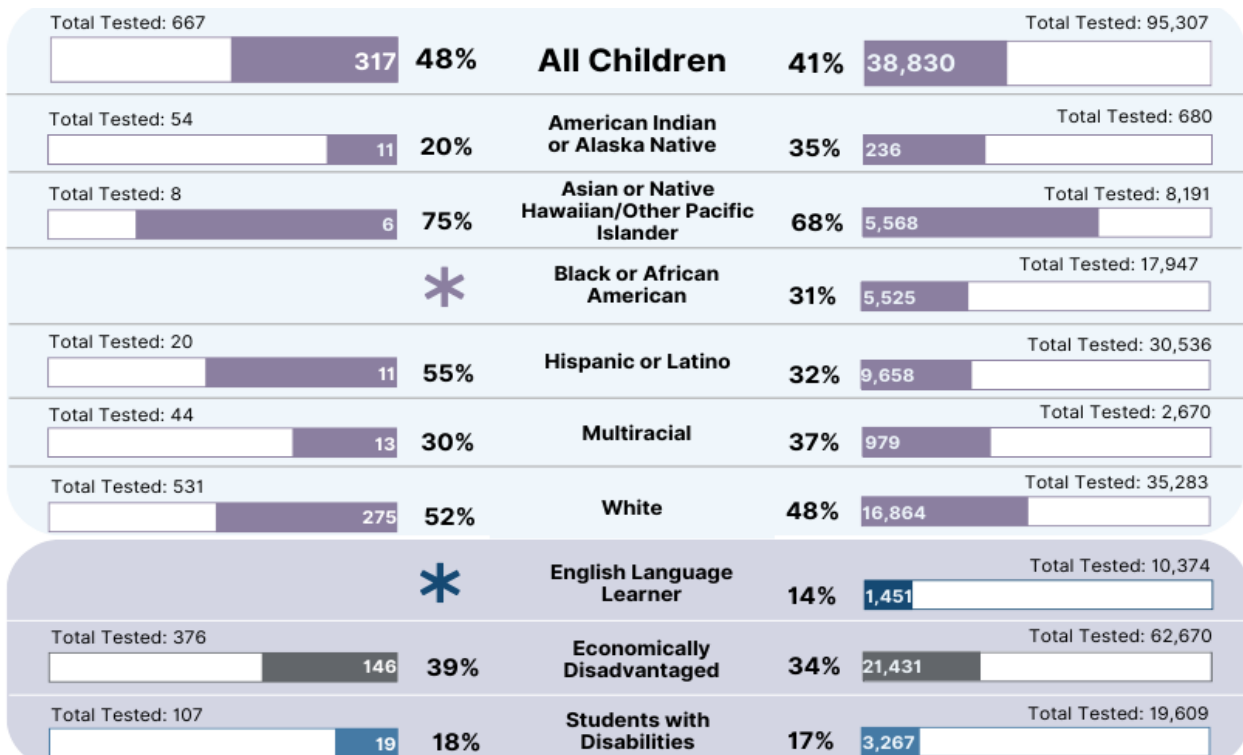 Total Tested: 667
Total Tested: 95,307
317 48% All Children 41% 38,830
Total Tested: 54
Total Tested: 680
American Indian
or Alaska Native
11 20% 35% 236
Total Tested: 8
Total Tested: 8,191
Asian or Native
Hawaiian/Other Pacific
Islander
6 75% 68% 5,568
Total Tested: 17,947
Black or African
American
* 31% 5,525
Total Tested: 20
Total Tested: 30,536
Hispanic or Latino
11 55% 32% 9,658
Total Tested: 44
Total Tested: 2,670
Multiracial
13 30% 37% 979
Total Tested: 531
Total Tested: 35,283
White
275 52% 48% 16,864
Total Tested: 10,374
English Language
Learner
* 14% 1,451
Total Tested: 376
Total Tested: 62,670
Economically
Disadvantaged
146 39% 34% 21,431
Total Tested: 107
Total Tested: 19,609
Students with
Disabilities
19 18% 17% 3,267